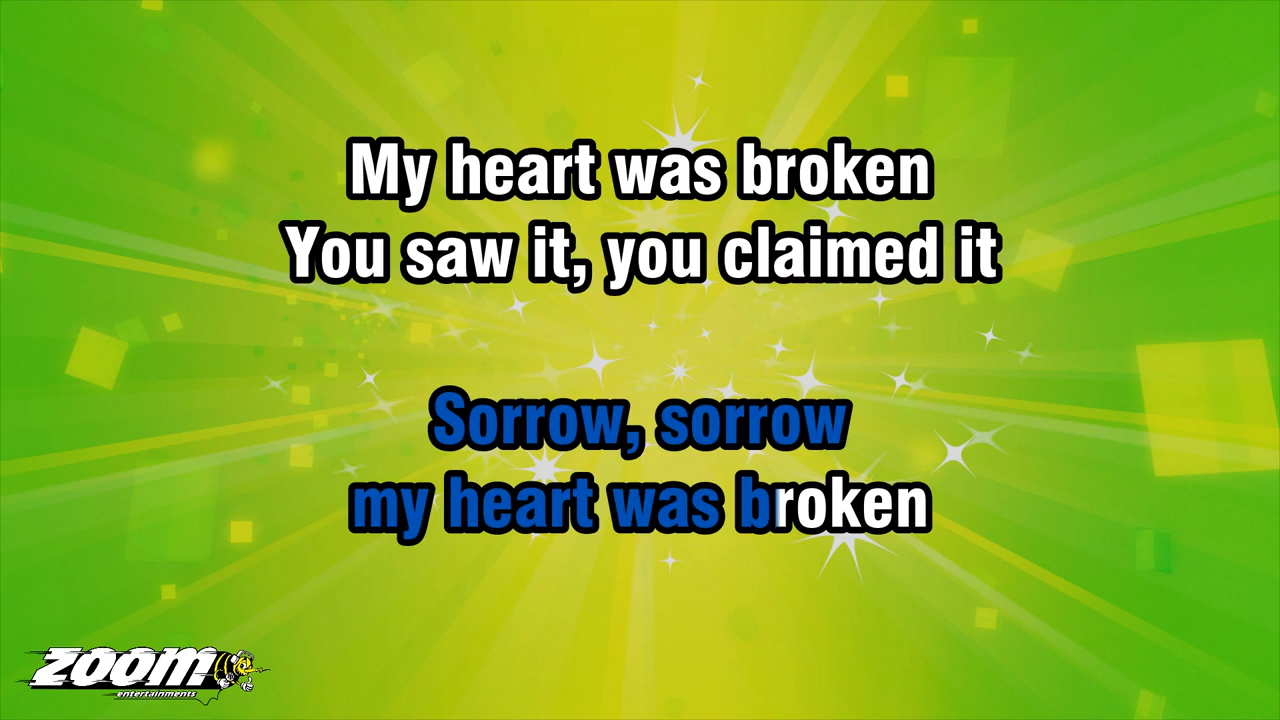 My heart was broken
You saw it, you claimed it
Sorrow, sorrow
my heart was broken
zoom
entertainments